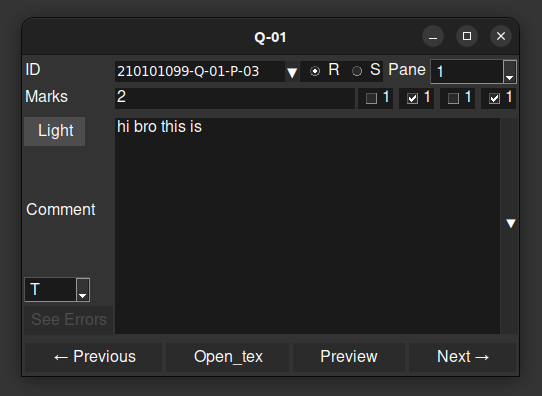 Q-01
ID 210101099-Q-01-P-03 R S Pane 1
Marks 2 1 1 1 1
Light hi bro this is
Comment
T
See Errors
← Previous Open_tex Preview Next →